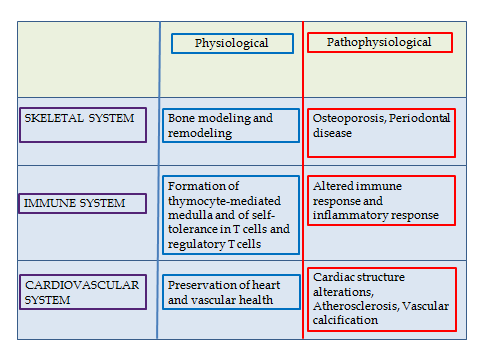 Physiological
Pathophysiological
SKELETAL SYSTEM
Bone modeling and
remodeling
Osteoporosis, Periodontal
disease
IMMUNE SYSTEM
Formation of
thymocyte-mediated
medulla and of self-
tolerance in T cells and
regulatory T cells
Altered immune
response and
inflammatory response
CARDIOVASCULAR
SYSTEM
Preservation of heart
and vascular health
Cardiac structure
alterations,
Atherosclerosis, Vascular
calcification